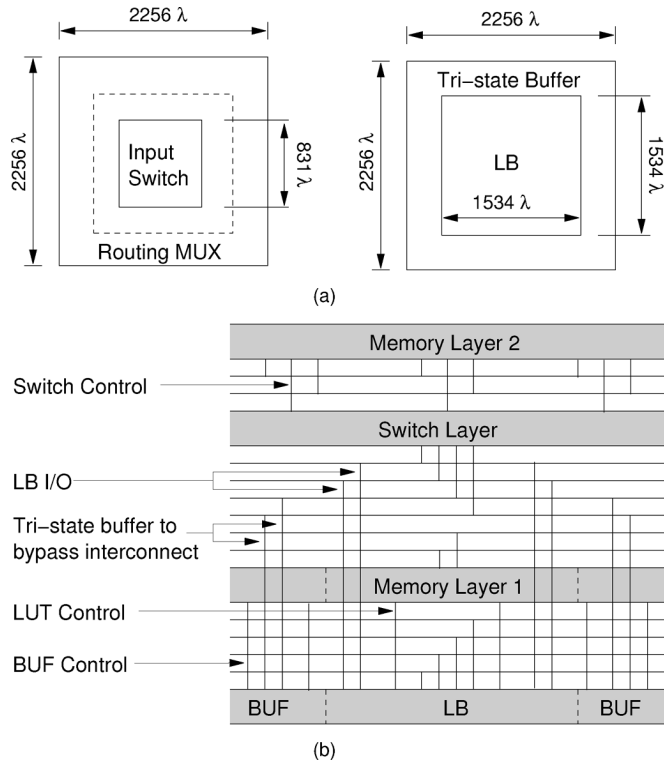 2256 λ
2256 λ
Input
Switch
831 λ
Routing MUX
2256 λ
2256 λ
Tri-state Buffer
LB
1534 λ
1534 λ
(a)
Memory Layer 2
Switch Control
Switch Layer
LB I/O
Tri-state buffer to
bypass interconnect
Memory Layer 1
LUT Control
BUF Control
BUF
LB
BUF
(b)